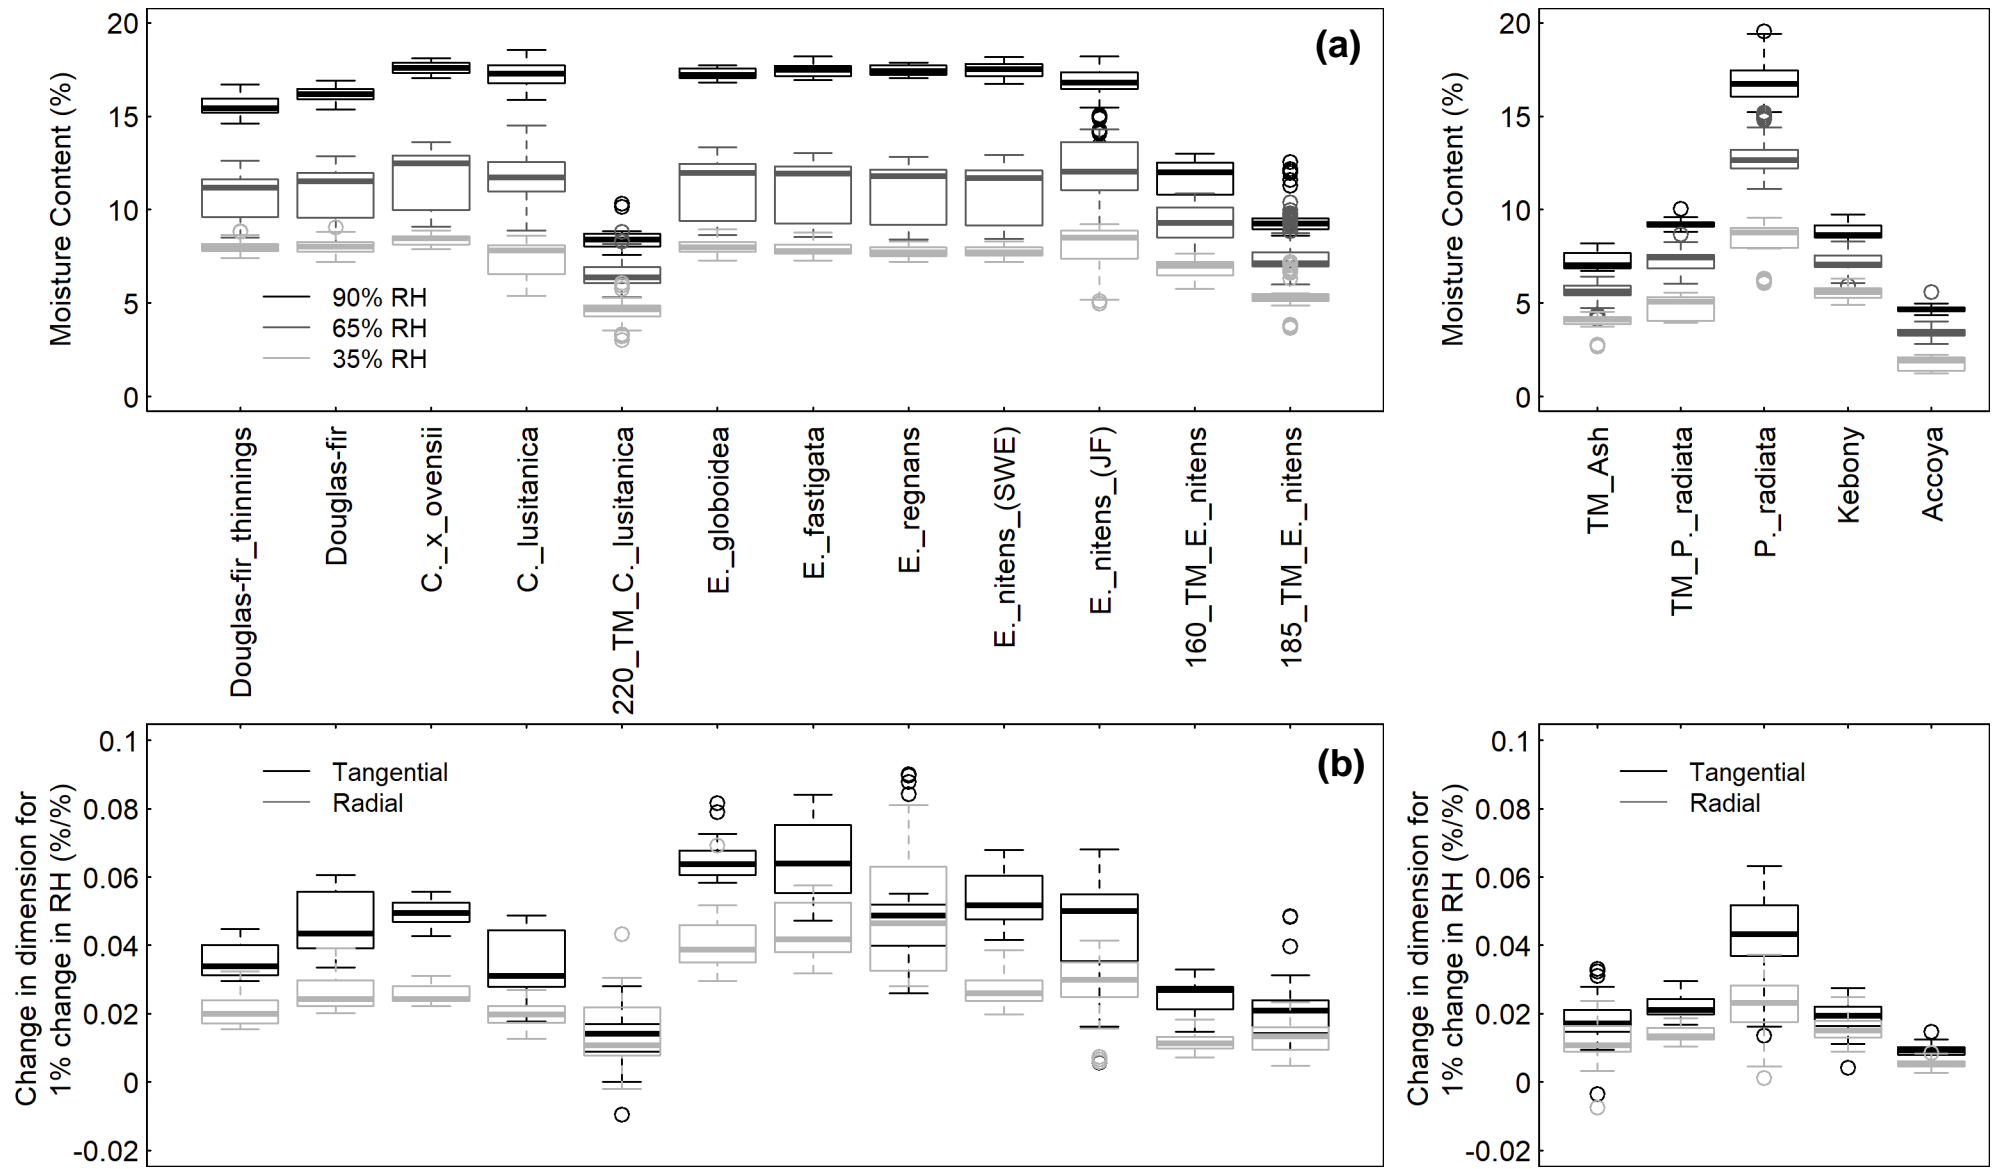 20
15
10
5
0
Moisture Content (%)
(a)
90% RH
65% RH
35% RH
Douglas-fir_thinnings
Douglas-fir
C._x_ovensii
C._lusitanica
220_TM_C._lusitanica
E._globoidea
E._fastigata
E._regnans
E._nitens_(SWE)
E._nitens_(JF)
160_TM_E._nitens
185_TM_E._nitens
20
15
10
5
0
Moisture Content (%)
TM_Ash
TM_P._radiata
P._radiata
Kebony
Accoya
0.1
0.08
0.06
0.04
0.02
0
-0.02
Change in dimension for
1% change in RH (%/%)
Tangential
Radial
(b)
0.1
0.08
0.06
0.04
0.02
0
-0.02
Change in dimension for
1% change in RH (%/%)
Tangential
Radial